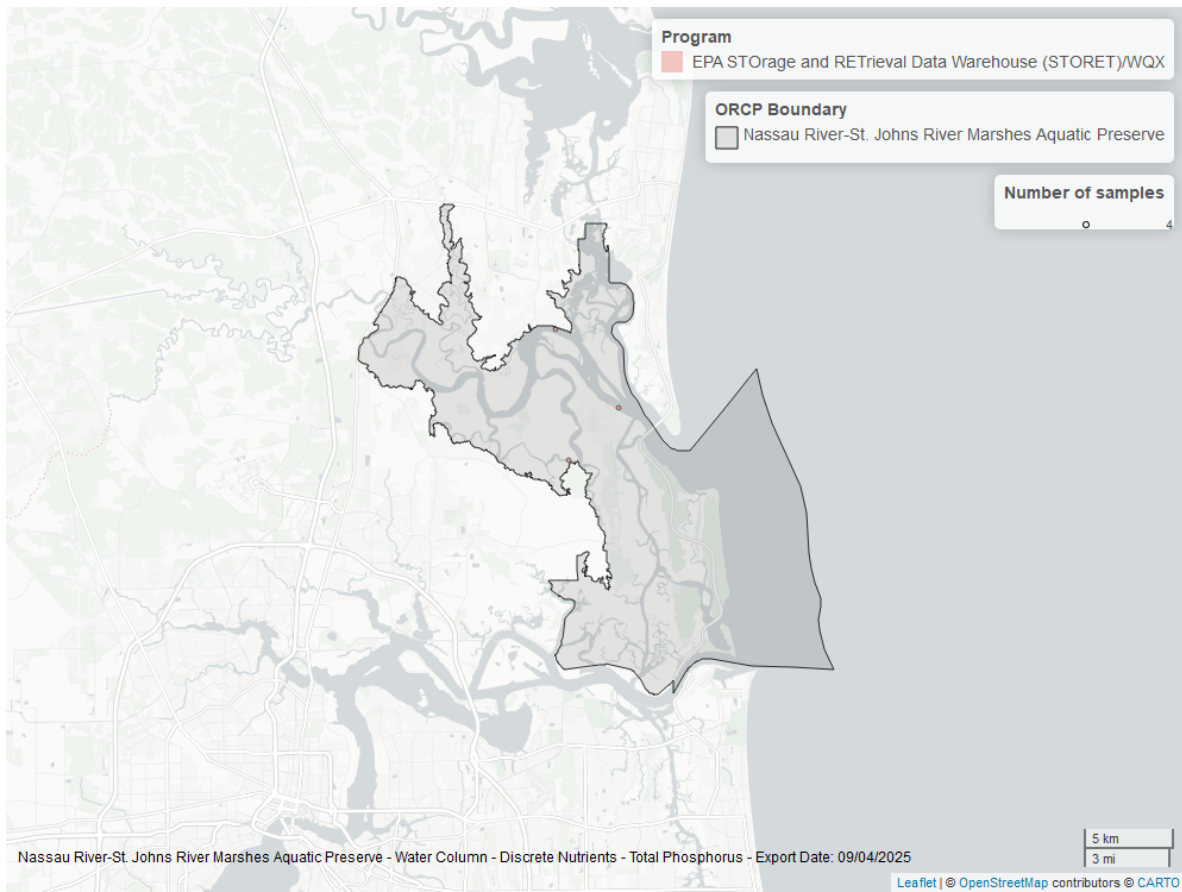 Program
EPA STOrage and RETrieval Data Warehouse (STORET)/WQX
ORCP Boundary
Nassau River-St. Johns River Marshes Aquatic Preserve
Number of samples
4
5 km
3 mi
Nassau River-St. Johns River Marshes Aquatic Preserve - Water Column - Discrete Nutrients - Total Phosphorus - Export Date: 09/04/2025
Leaflet | © OpenStreetMap contributors © CARTO